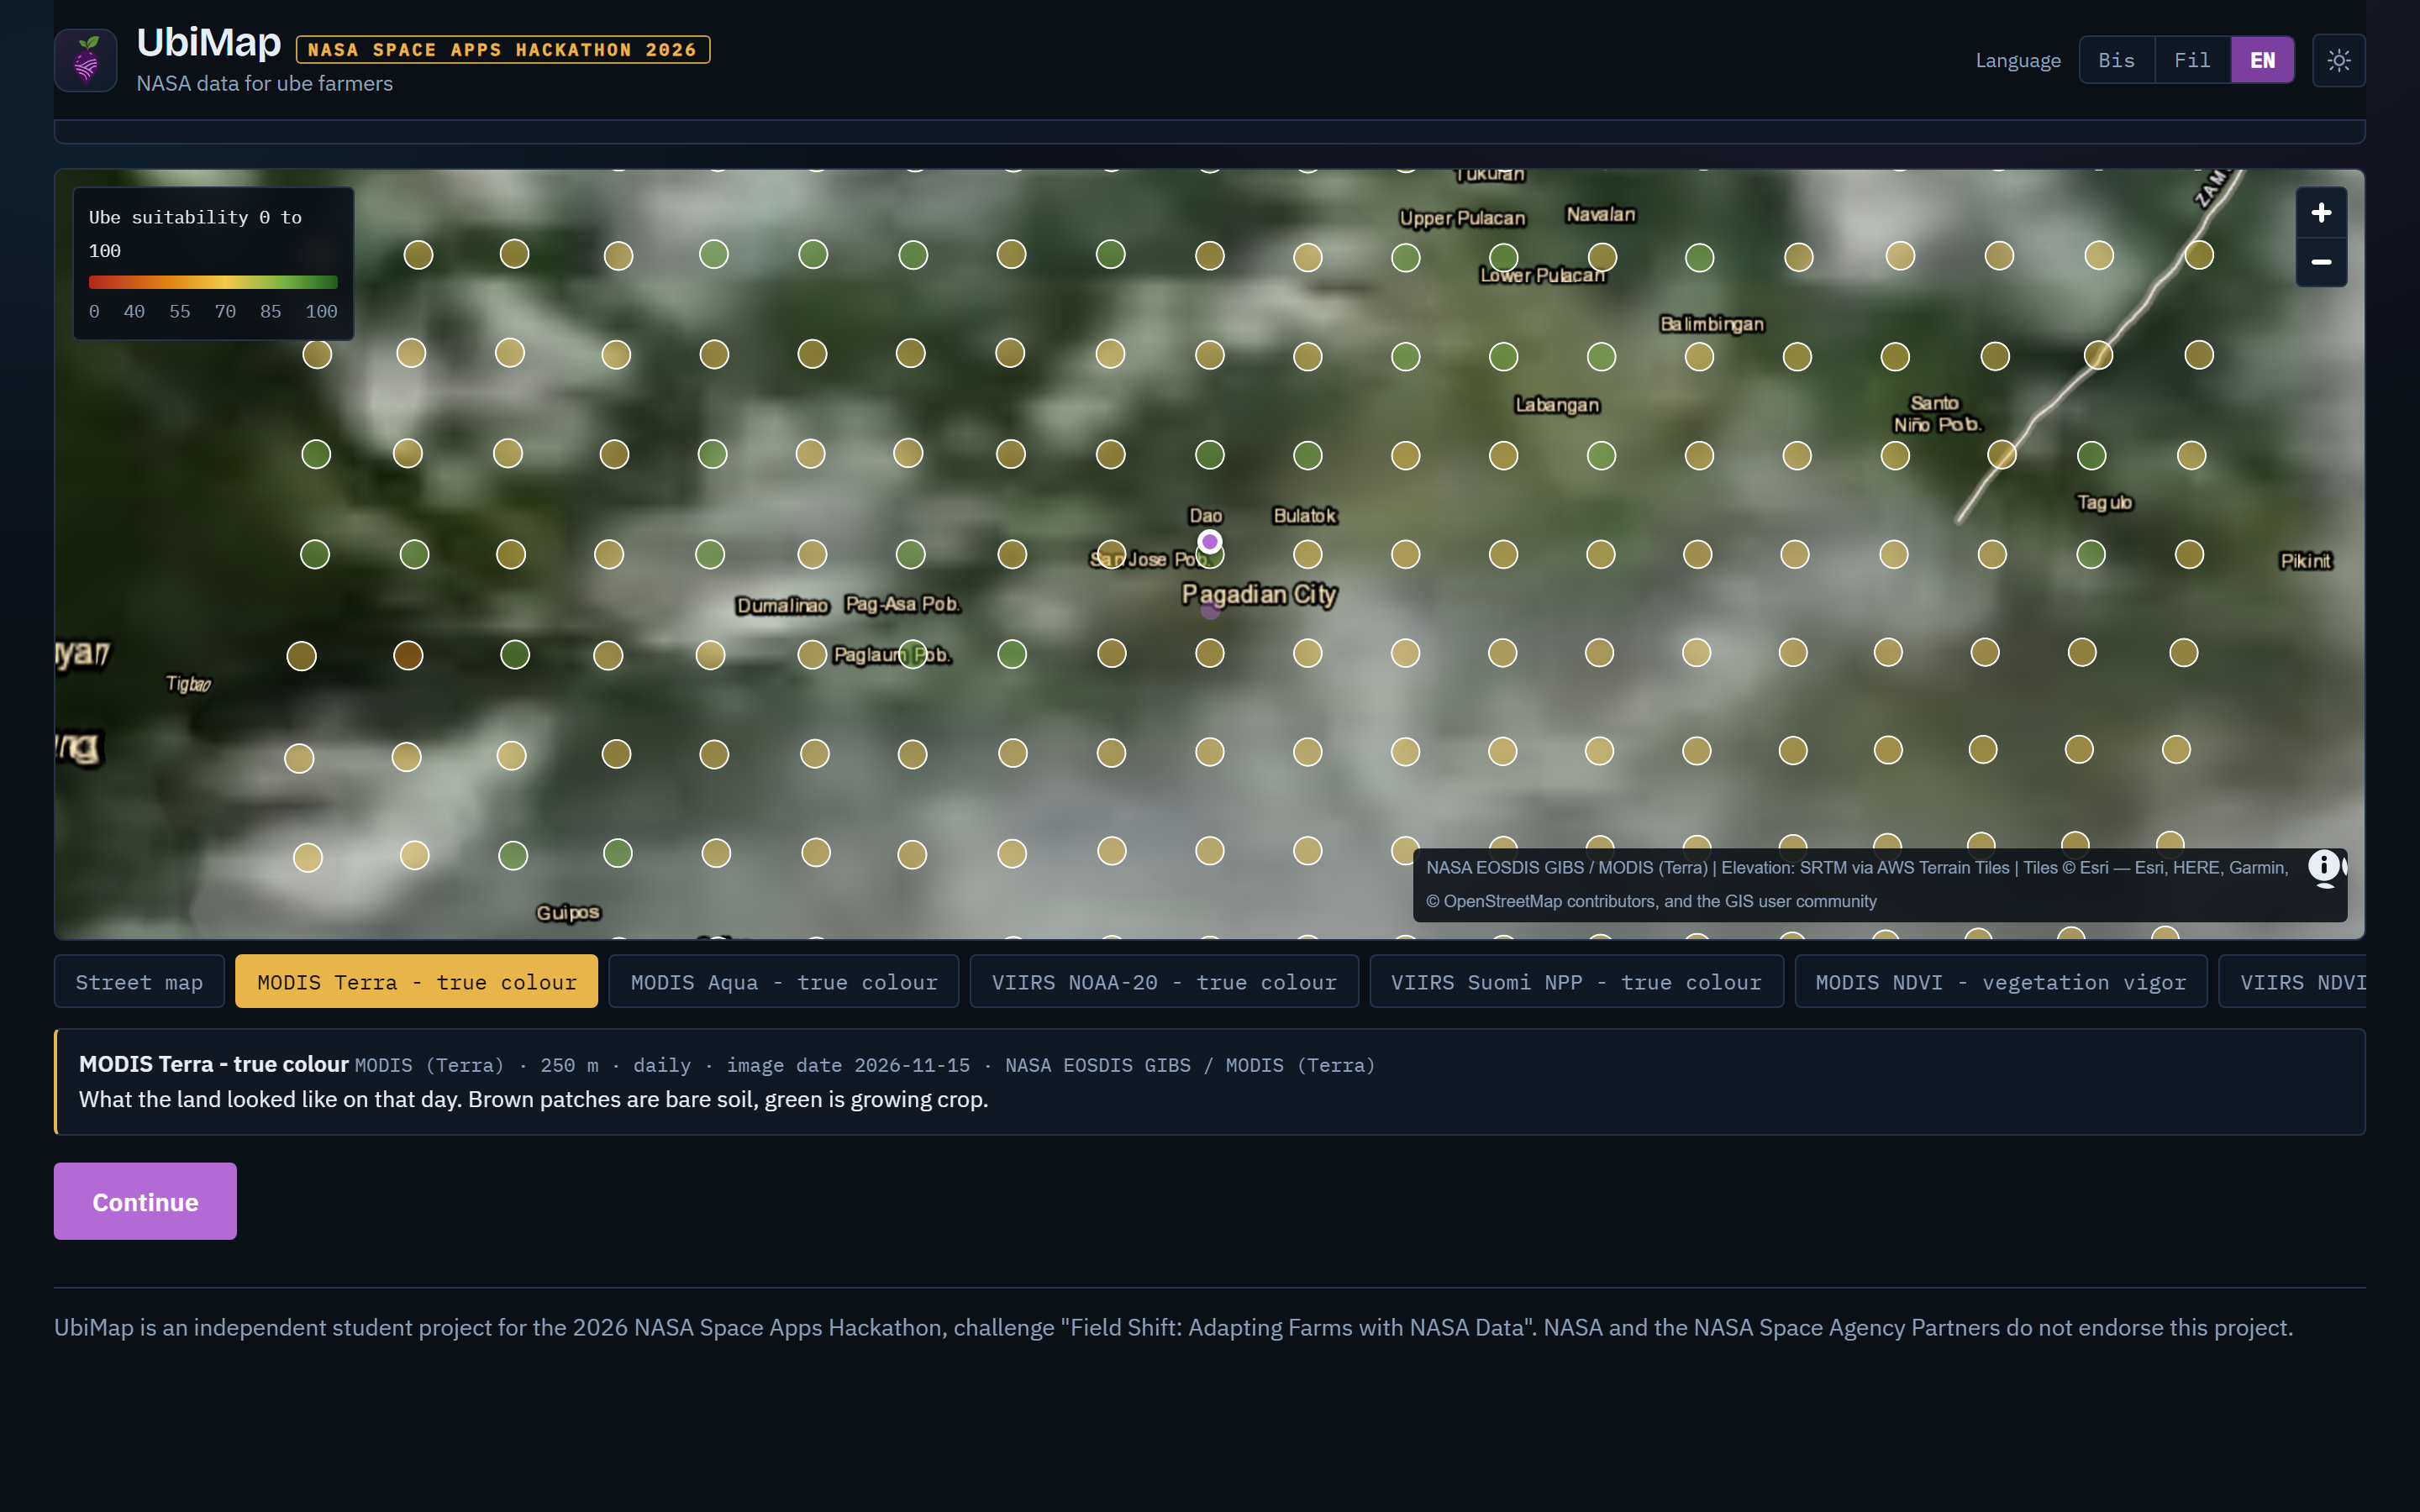 UbiMap NASA SPACE APPS HACKATHON 2026
NASA data for ube farmers
Language Bis Fil EN
Ube suitability 0 to
100
0 40 55 70 85 100
Tukuran
ZAM
Upper Pulacan Navalan
Lower Pulacan
Balimbingan
Labangan
Santo
Niño Pob.
Tagulo
Dao Bulatok
San Jose Pob.
Pikinit
Pagadian City
Dumalinao Pag-Asa Pob.
Paglaum Pob.
yan
Tigbao
ng
Guipos
NASA EOSDIS GIBS / MODIS (Terra) | Elevation: SRTM via AWS Terrain Tiles | Tiles © Esri — Esri, HERE, Garmin,
© OpenStreetMap contributors, and the GIS user community
Street map MODIS Terra - true colour MODIS Aqua - true colour VIIRS NOAA-20 - true colour VIIRS Suomi NPP - true colour MODIS NDVI - vegetation vigor VIIRS NDVI
MODIS Terra - true colour MODIS (Terra) · 250 m · daily · image date 2026-11-15 · NASA EOSDIS GIBS / MODIS (Terra)
What the land looked like on that day. Brown patches are bare soil, green is growing crop.
Continue
UbiMap is an independent student project for the 2026 NASA Space Apps Hackathon, challenge "Field Shift: Adapting Farms with NASA Data". NASA and the NASA Space Agency Partners do not endorse this project.